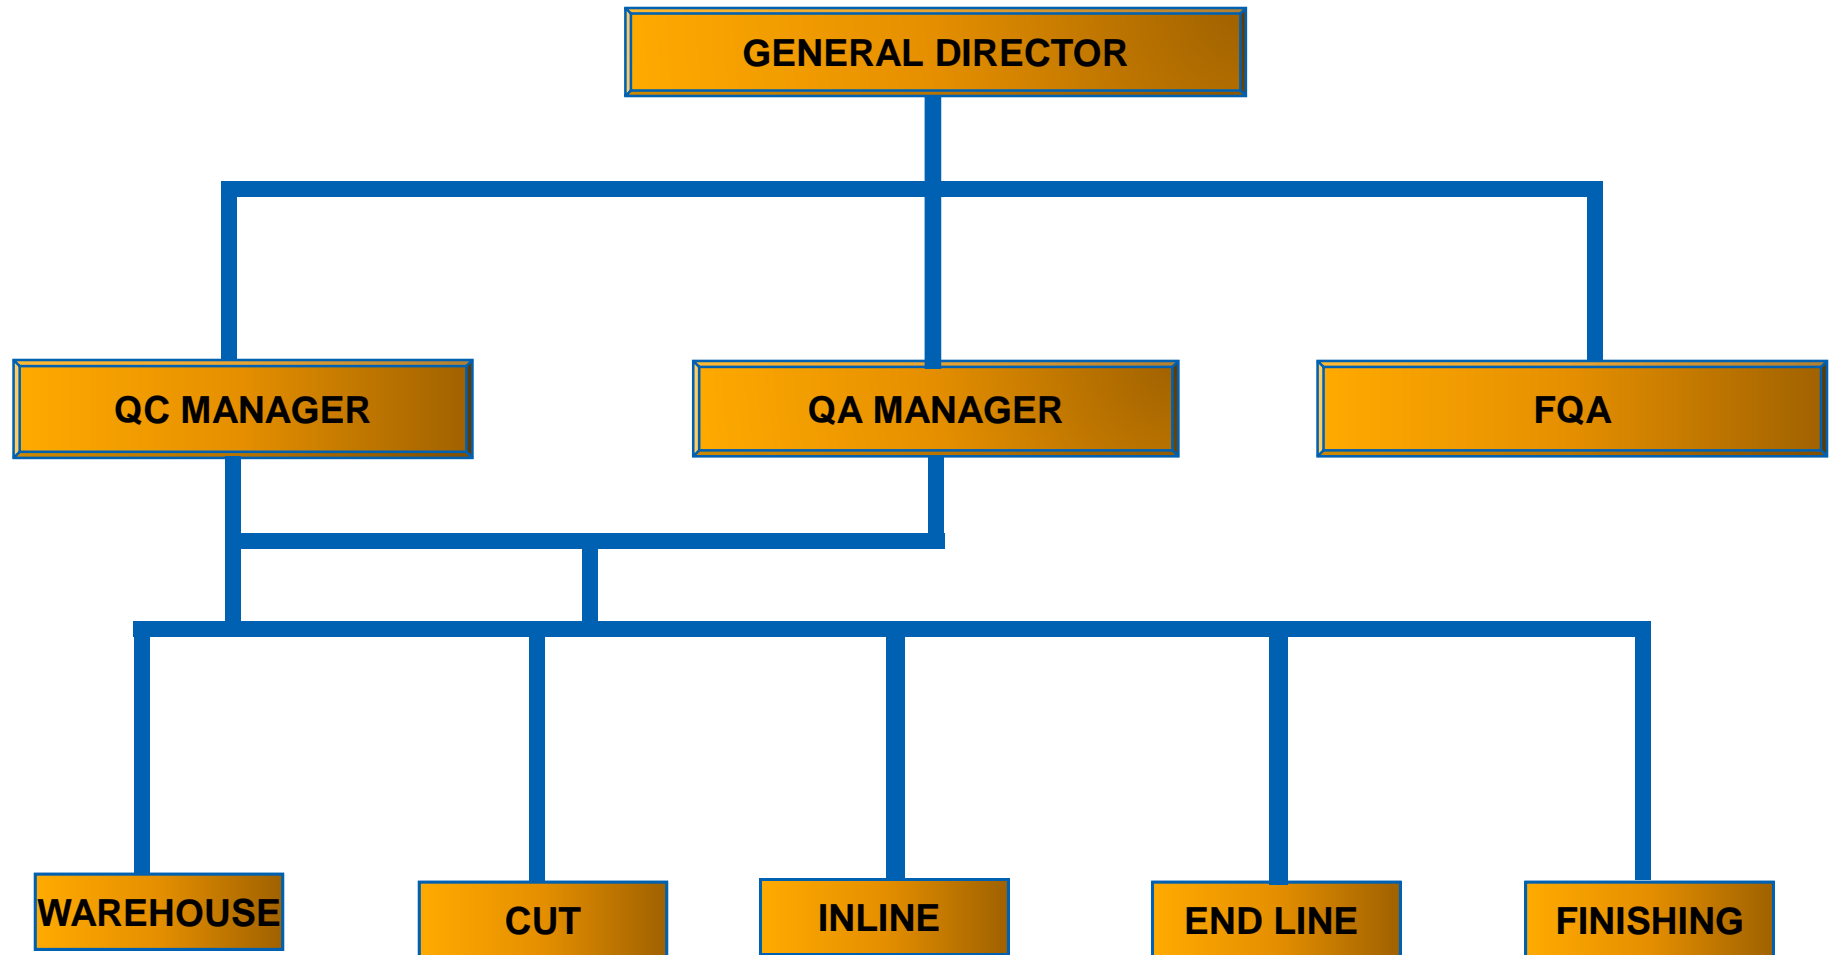 GENERAL DIRECTOR
QC MANAGER
QA MANAGER
FQA
WAREHOUSE
CUT
INLINE
END LINE
FINISHING